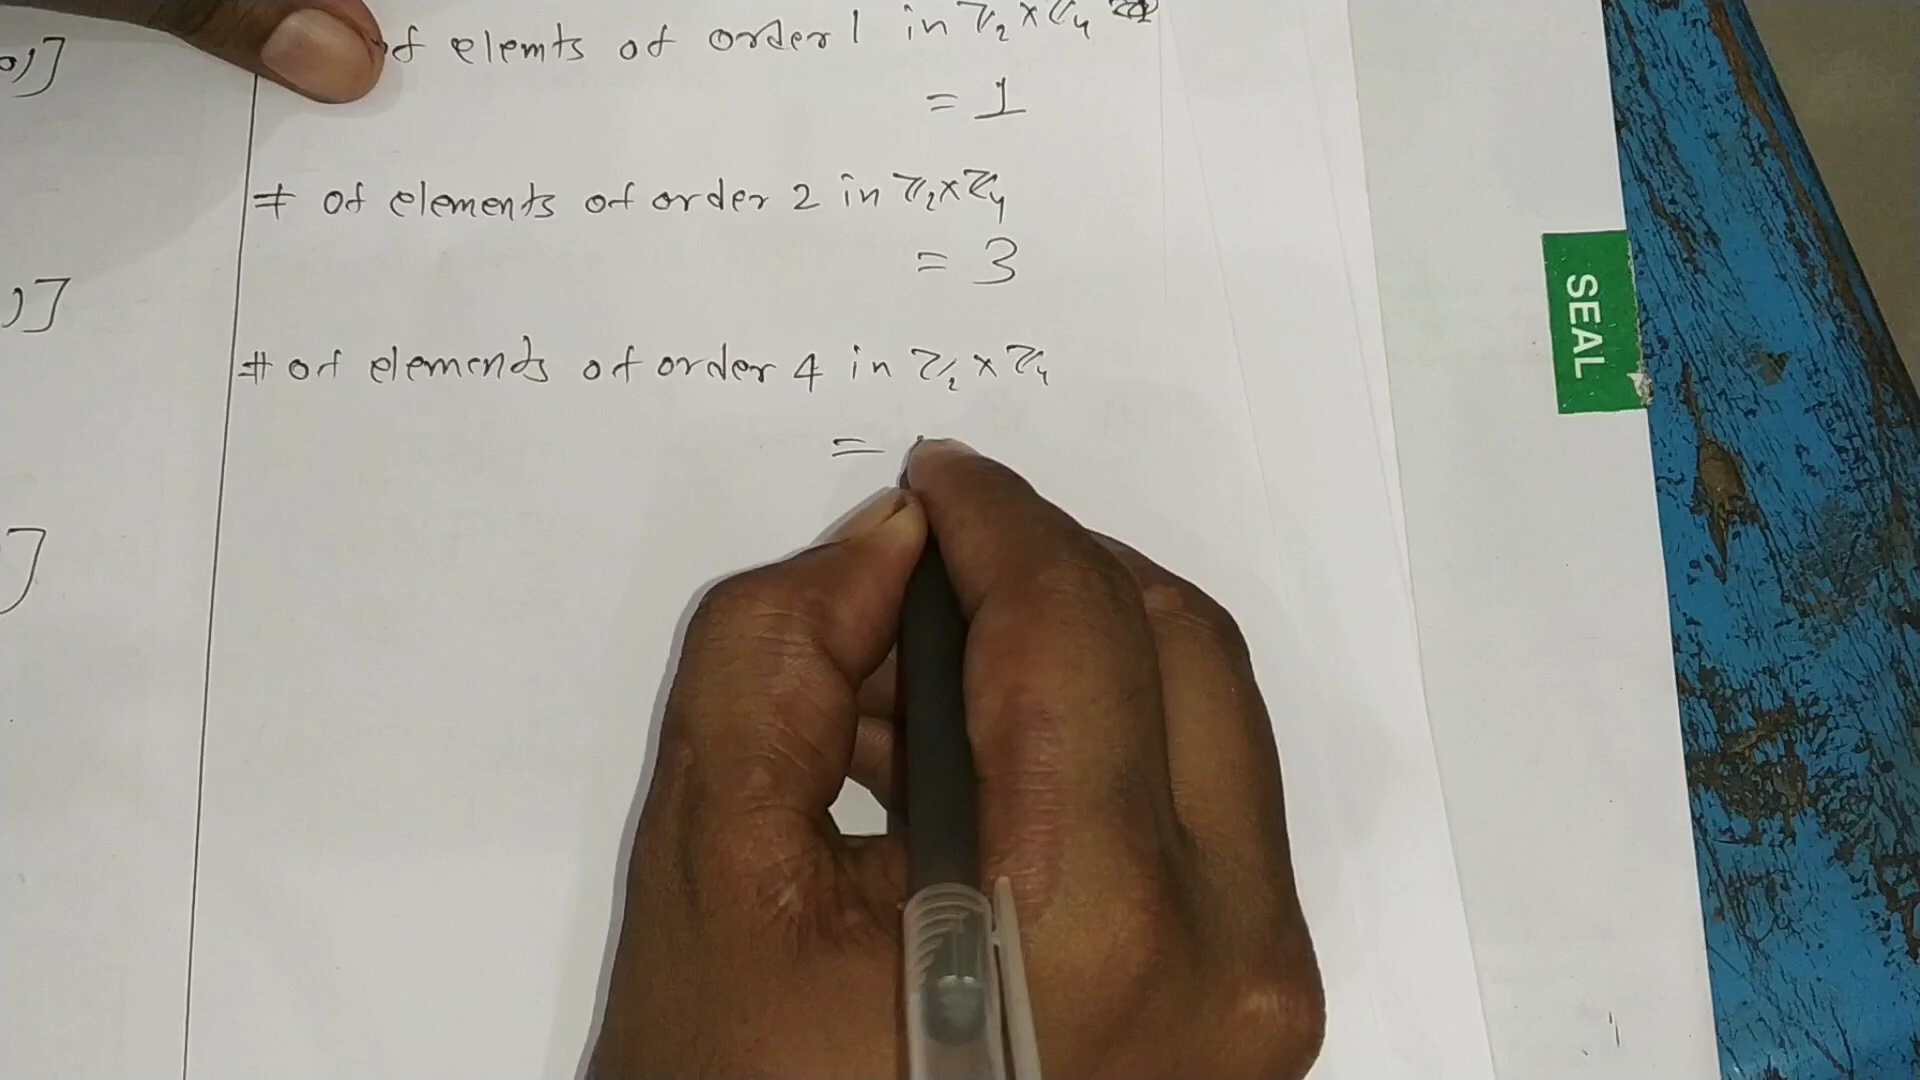 0)]
of elemts of order 1 in ℤ₂×ℤ₄
= 1
# of elements of order 2 in ℤ₂×ℤ₄
= 3
)]
# of elements of order 4 in ℤ₂×ℤ₄
=
]
SEAL